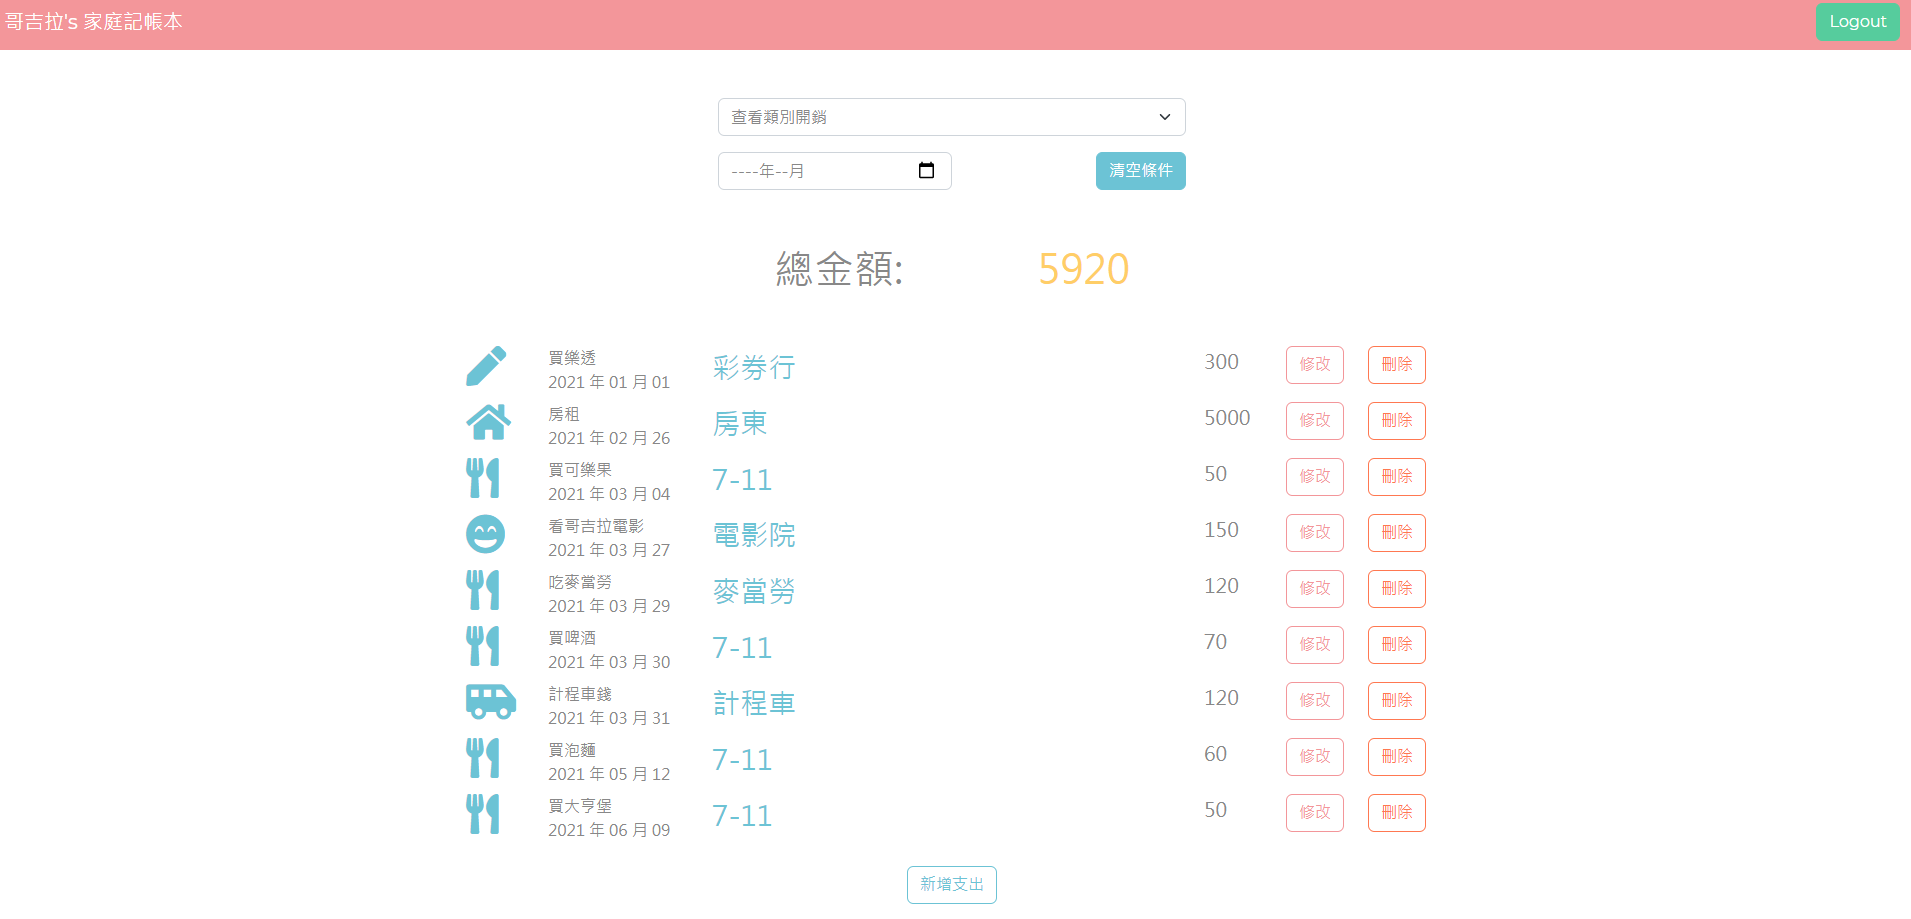 哥吉拉's 家庭記帳本
Logout
查看類別開銷
----年--月
清空條件
總金額: 5920
買樂透
2021 年 01 月 01
彩券行
300
修改
刪除
房租
2021 年 02 月 26
房東
5000
修改
刪除
買可樂果
2021 年 03 月 04
7-11
50
修改
刪除
看哥吉拉電影
2021 年 03 月 27
電影院
150
修改
刪除
吃麥當勞
2021 年 03 月 29
麥當勞
120
修改
刪除
買啤酒
2021 年 03 月 30
7-11
70
修改
刪除
計程車錢
2021 年 03 月 31
計程車
120
修改
刪除
買泡麵
2021 年 05 月 12
7-11
60
修改
刪除
買大亨堡
2021 年 06 月 09
7-11
50
修改
刪除
新增支出